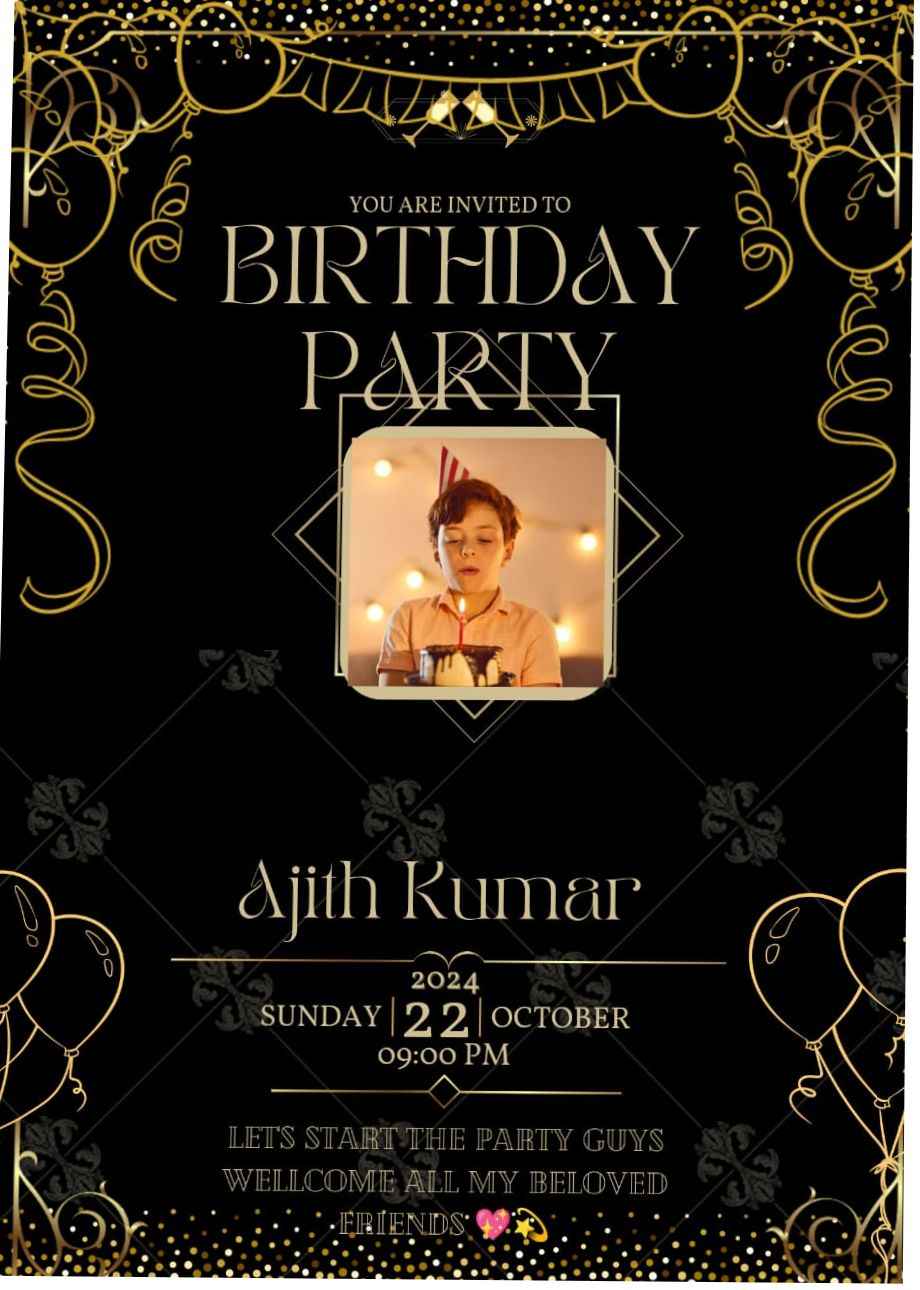 YOU ARE INVITED TO
BIRTHDAY
PARTY
Ajith Kumar
2024
SUNDAY | 22 | OCTOBER
09:00 PM
LET'S START THE PARTY GUYS
WELLCOME ALL MY BELOVED
FRIENDS 💖💫